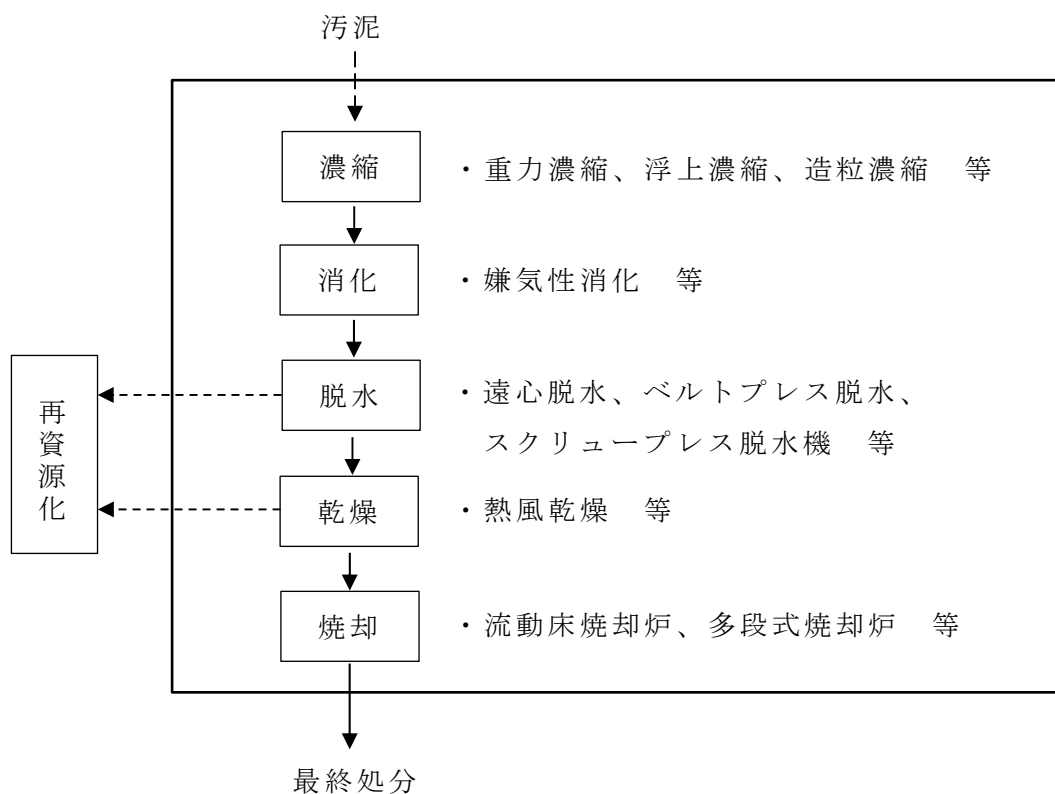 汚泥
濃縮
・重力濃縮、浮上濃縮、造粒濃縮　等
消化
・嫌気性消化　等
脱水
・遠心脱水、ベルトプレス脱水、
スクリュープレス脱水機　等
再資源化
乾燥
・熱風乾燥　等
焼却
・流動床焼却炉、多段式焼却炉　等
最終処分